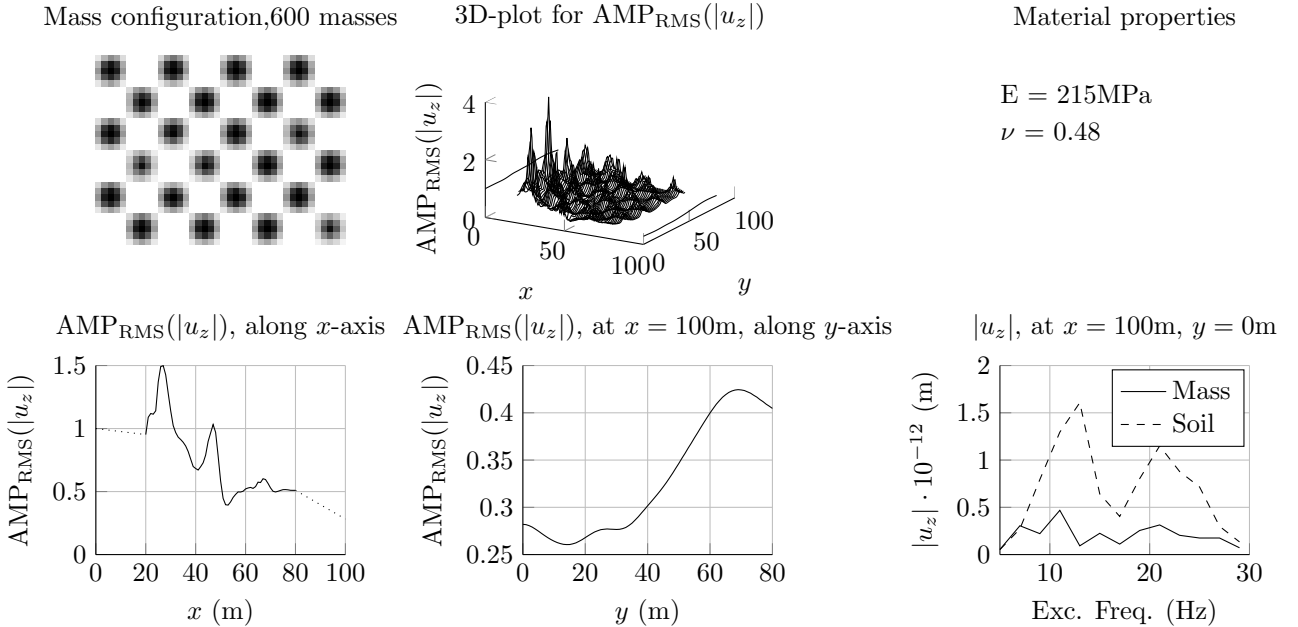 Mass configuration,600 masses
3D-plot for AMP_RMS(|u_z|)
AMP_RMS(|u_z|)
4
2
0
0
50
100
x
0
50
100
y
Material properties
E = 215MPa
ν = 0.48
AMP_RMS(|u_z|), along x-axis
AMP_RMS(|u_z|)
1.5
1
0.5
0
0 20 40 60 80 100
x (m)
AMP_RMS(|u_z|), at x = 100m, along y-axis
AMP_RMS(|u_z|)
0.45
0.4
0.35
0.3
0.25
0 20 40 60 80
y (m)
|u_z|, at x = 100m, y = 0m
|u_z| · 10^−12 (m)
2
1.5
1
0.5
0
10 20 30
Exc. Freq. (Hz)
Mass
Soil